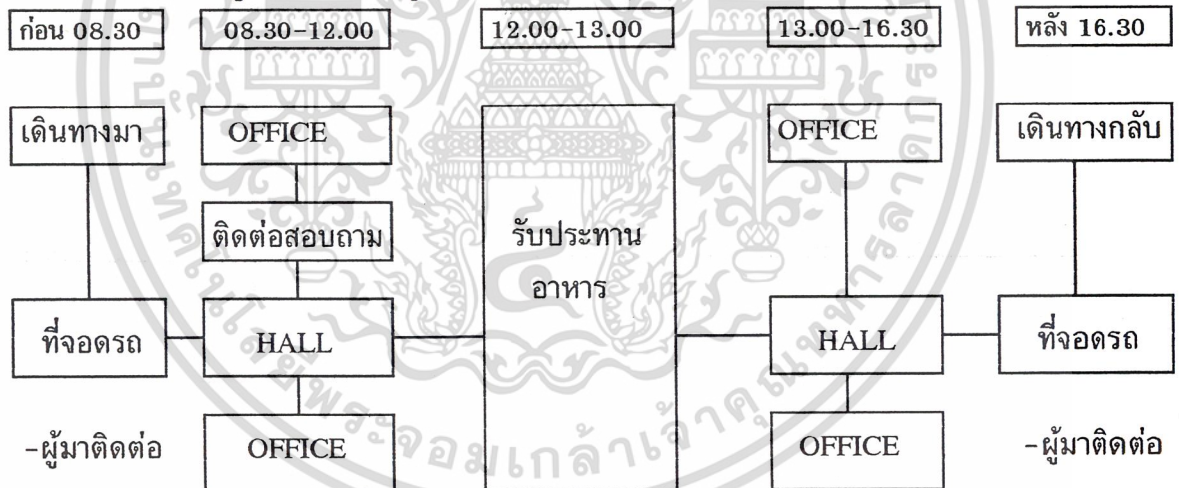 ก่อน 08.30 08.30-12.00 12.00-13.00 13.00-16.30 หลัง 16.30
เดินทางมา OFFICE OFFICE เดินทางกลับ
ติดต่อสอบถาม รับประทาน
อาหาร
ที่จอดรถ HALL HALL ที่จอดรถ
-ผู้มาติดต่อ OFFICE OFFICE -ผู้มาติดต่อ